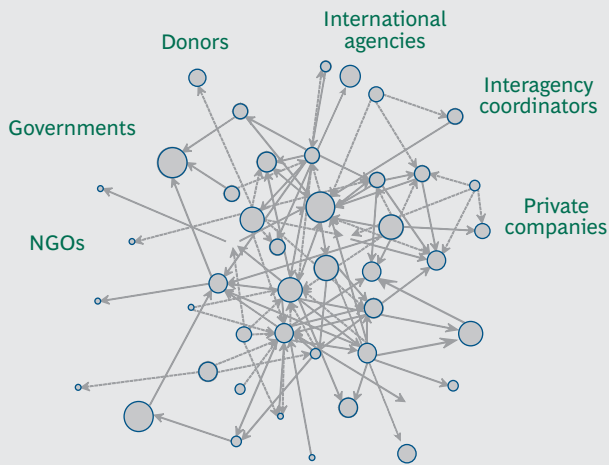 International
agencies
Donors
Interagency
coordinators
Governments
Private
companies
NGOs